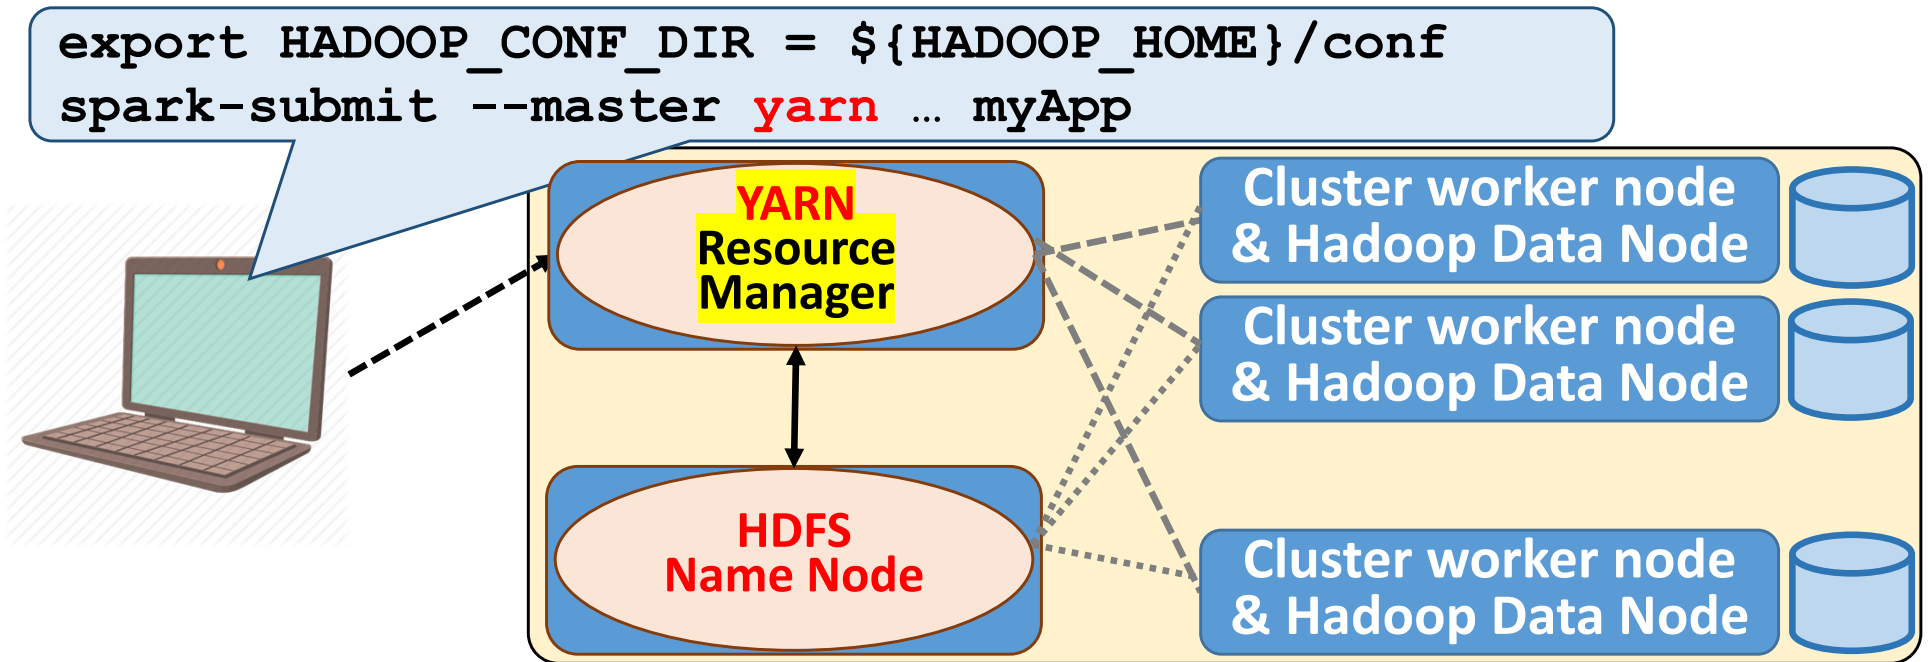 export HADOOP_CONF_DIR = ${HADOOP_HOME}/conf
spark-submit --master yarn … myApp
YARN
Resource
Manager
HDFS
Name Node
Cluster worker node
& Hadoop Data Node
Cluster worker node
& Hadoop Data Node
Cluster worker node
& Hadoop Data Node